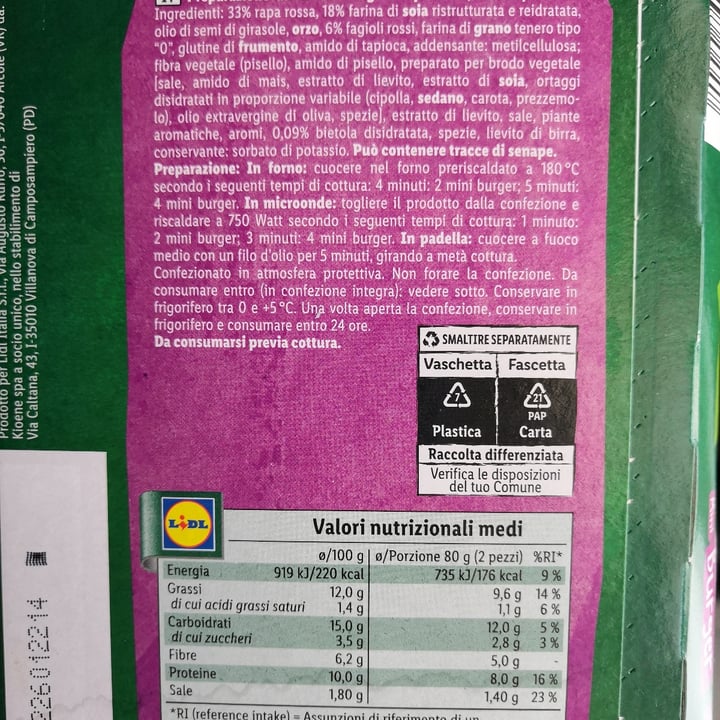 Ingredienti: 33% rapa rossa, 18% farina di soia ristrutturata e reidratata,
olio di semi di girasole, orzo, 6% fagioli rossi, farina di grano tenero tipo
"0", glutine di frumento, amido di tapioca, addensante: metilcellulosa;
fibra vegetale (pisello), amido di pisello, preparato per brodo vegetale
[sale, amido di mais, estratto di lievito, estratto di soia, ortaggi
disidratati in proporzione variabile (cipolla, sedano, carota, prezzemo-
lo), olio extravergine di oliva, spezie], estratto di lievito, sale, piante
aromatiche, aromi, 0,09% bietola disidratata, spezie, lievito di birra,
conservante: sorbato di potassio. Può contenere tracce di senape.
Preparazione: In forno: cuocere nel forno preriscaldato a 180°C
secondo i seguenti tempi di cottura: 4 minuti: 2 mini burger; 5 minuti:
4 mini burger. In microonde: togliere il prodotto dalla confezione e
riscaldare a 750 Watt secondo i seguenti tempi di cottura: 1 minuto:
2 mini burger; 3 minuti: 4 mini burger. In padella: cuocere a fuoco
medio con un filo d'olio per 5 minuti, girando a metà cottura.
Confezionato in atmosfera protettiva. Non forare la confezione. Da
consumare entro (in confezione integra): vedere sotto. Conservare in
frigorifero tra 0 e +5°C. Una volta aperta la confezione, conservare in
frigorifero e consumare entro 24 ore.
Da consumarsi previa cottura.
SMALTIRE SEPARATAMENTE
Vaschetta Fascetta
7 21
PAP
Plastica Carta
Raccolta differenziata
Verifica le disposizioni
del tuo Comune
LIDL
Valori nutrizionali medi
ø/100 g ø/Porzione 80 g (2 pezzi) %RI*
Energia 919 kJ/220 kcal 735 kJ/176 kcal 9 %
Grassi 12,0 g 9,6 g 14 %
di cui acidi grassi saturi 1,4 g 1,1 g 6 %
Carboidrati 15,0 g 12,0 g 5 %
di cui zuccheri 3,5 g 2,8 g 3 %
Fibre 6,2 g 5,0 g -
Proteine 10,0 g 8,0 g 16 %
Sale 1,80 g 1,40 g 23 %
*RI (reference intake) = Assunzioni di riferimento di un
Prodotto per Lidl Italia S.r.l., Via Augusto Ruffo, 36, I-37040 Arcole (VR) da:
Kioene spa a socio unico, nello stabilimento di
Via Caltana, 43, I-35010 Villanova di Camposampiero (PD)